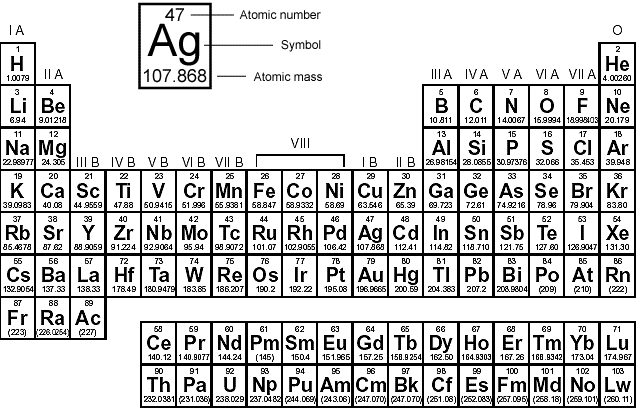 47 Atomic number
Ag Symbol
107.868 Atomic mass
I A O
1 2
H He
1.0079 II A III A IV A V A VI A VII A 4.00260
3 4 5 6 7 8 9 10
Li Be B C N O F Ne
6.94 9.01218 10.811 12.011 14.0067 15.9994 18.998403 20.179
11 12 13 14 15 16 17 18
Na Mg VIII Al Si P S Cl Ar
22.98977 24.305 III B IV B V B VI B VII B I B II B 26.98154 28.0855 30.97376 32.066 35.453 39.948
19 20 21 22 23 24 25 26 27 28 29 30 31 32 33 34 35 36
K Ca Sc Ti V Cr Mn Fe Co Ni Cu Zn Ga Ge As Se Br Kr
39.0983 40.08 44.9559 47.88 50.9415 51.996 55.9381 58.847 58.9332 58.69 63.546 65.39 69.723 72.61 74.9216 78.96 79.904 83.80
37 38 39 40 41 42 43 44 45 46 47 48 49 50 51 52 53 54
Rb Sr Y Zr Nb Mo Tc Ru Rh Pd Ag Cd In Sn Sb Te I Xe
85.4678 87.62 88.9059 91.224 92.9064 95.94 98.9072 101.07 102.9055 106.42 107.868 112.41 114.82 118.710 121.75 127.60 126.9047 131.30
55 56 57 72 73 74 75 76 77 78 79 80 81 82 83 84 85 86
Cs Ba La Hf Ta W Re Os Ir Pt Au Hg Tl Pb Bi Po At Rn
132.9054 137.33 138.33 178.49 180.9479 183.85 186.207 190.2 192.22 195.08 196.9665 200.59 204.383 207.2 208.9804 (209) (210) (222)
87 88 89
Fr Ra Ac
(223) (226.0254) (227)
58 59 60 61 62 63 64 65 66 67 68 69 70 71
Ce Pr Nd Pm Sm Eu Gd Tb Dy Ho Er Tm Yb Lu
140.12 140.9077 144.24 (145) 150.4 151.965 157.25 158.9254 162.50 164.9303 167.26 168.9342 173.04 174.967
90 91 92 93 94 95 96 97 98 99 100 101 102 103
Th Pa U Np Pu Am Cm Bk Cf Es Fm Md No Lw
232.0381 (231.036) 238.029 237.0482 (244.069) (243.06) (247.070) (247.070) (251.08) (252.083) (257.095) (258.18) (259.101) (260.11)